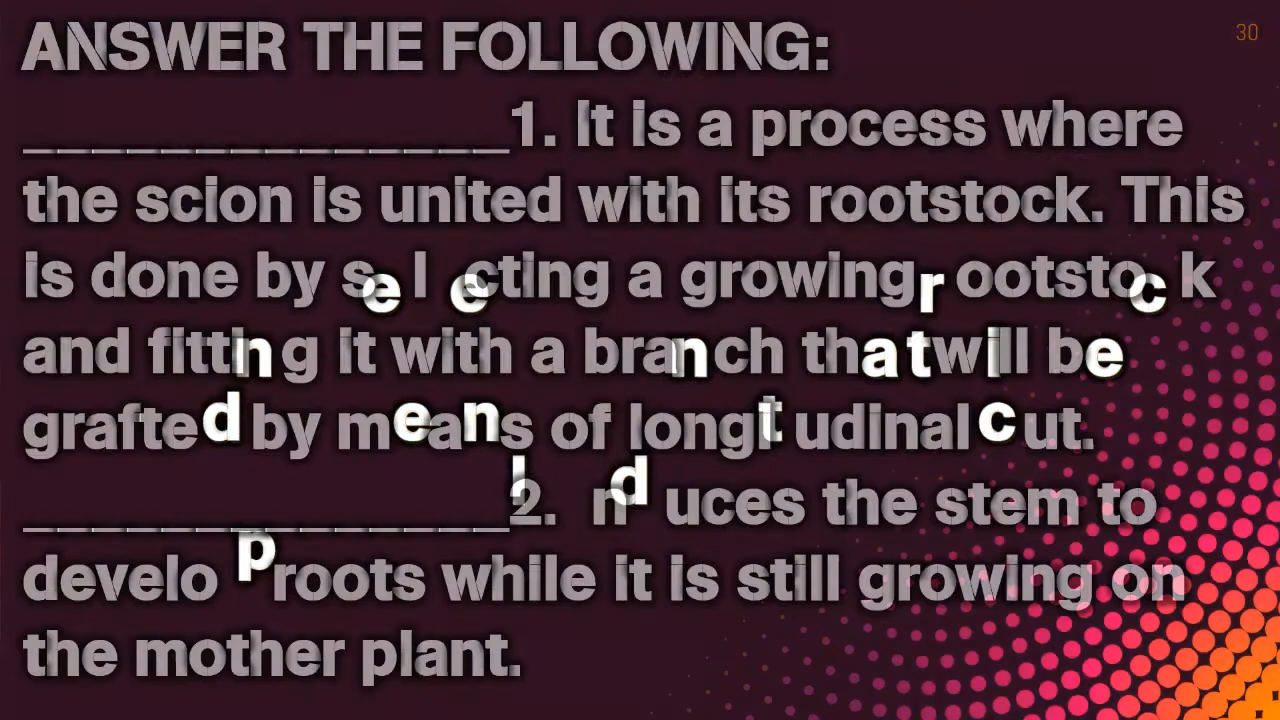 30
ANSWER THE FOLLOWING:
______________1. It is a process where
the scion is united with its rootstock. This
is done by selecting a growing rootstock
and fitting it with a branch that will be
grafted by means of longitudinal cut.
______________2. Induces the stem to
develop roots while it is still growing on
the mother plant.